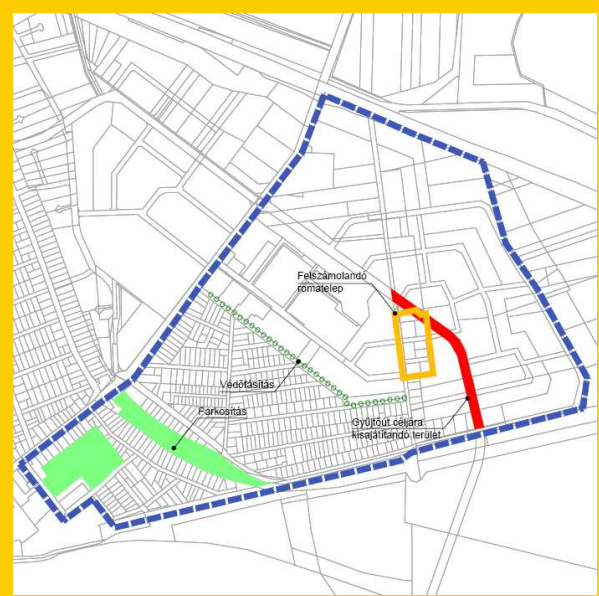 Felszámolandó
romatelep
Védőfásítás
Parkosítás
Gyűjtőút céljára
kisajátítandó terület